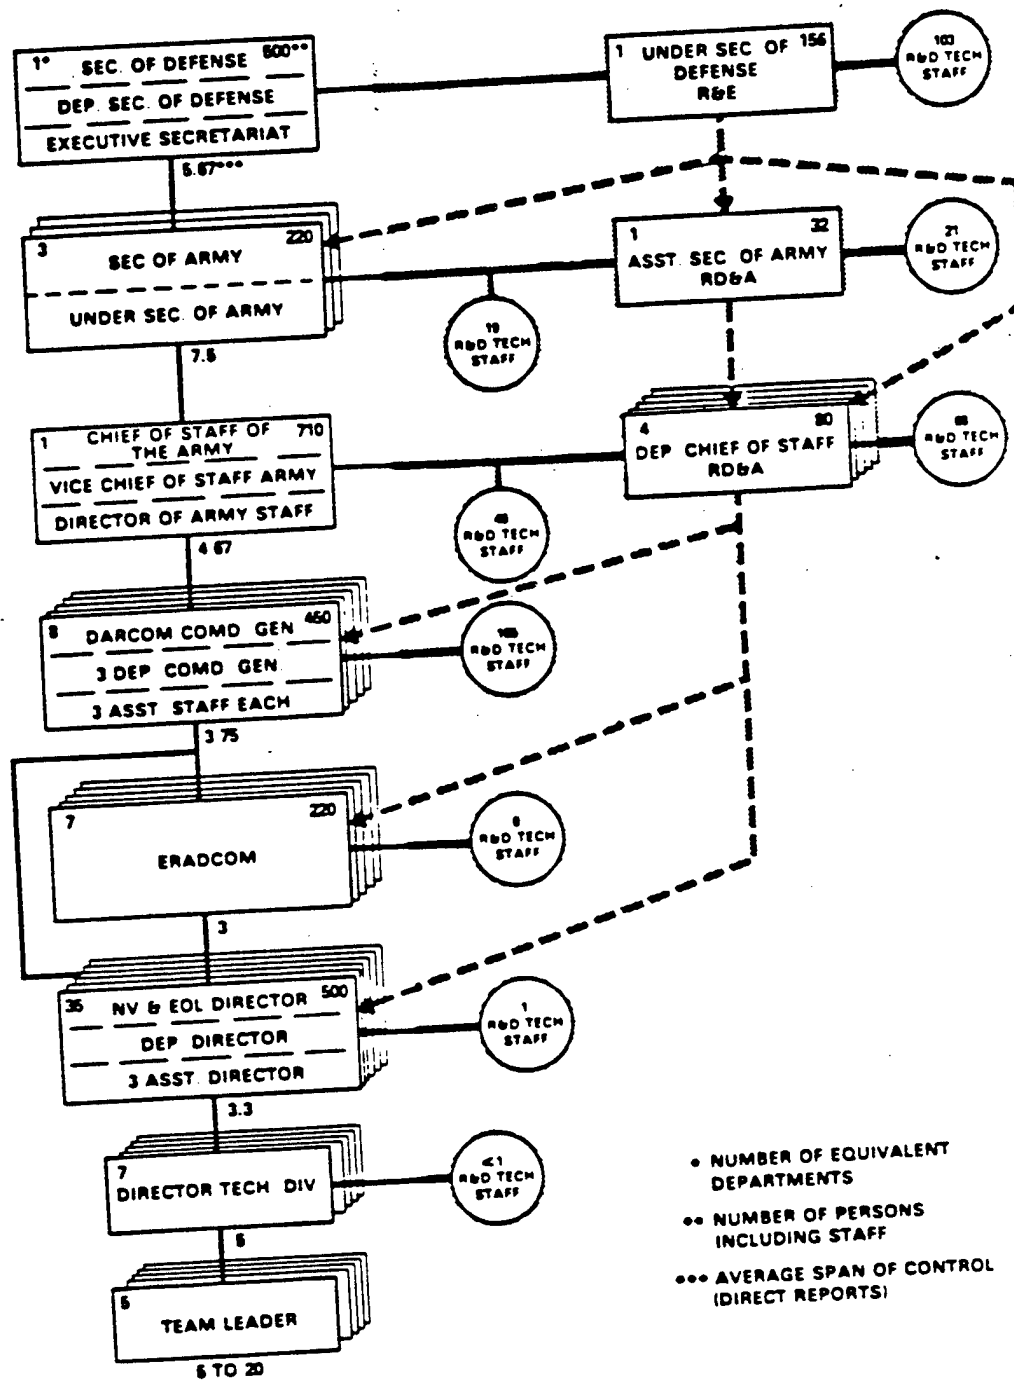 1* SEC. OF DEFENSE 600**
DEP. SEC. OF DEFENSE
EXECUTIVE SECRETARIAT
5.67***
1 UNDER SEC OF 156
DEFENSE
R&E
103
R&D TECH
STAFF
3 SEC OF ARMY 220
UNDER SEC. OF ARMY
7.5
19
R&D TECH
STAFF
1 32
ASST. SEC OF ARMY
RD&A
21
R&D TECH
STAFF
1 CHIEF OF STAFF OF 710
THE ARMY
VICE CHIEF OF STAFF ARMY
DIRECTOR OF ARMY STAFF
4 67
R&D TECH
STAFF
4 80
DEP CHIEF OF STAFF
RD&A
R&D TECH
STAFF
8 DARCOM COMD GEN 450
3 DEP COMD GEN
3 ASST STAFF EACH
3 75
R&D TECH
STAFF
7 220
ERADCOM
3
R&D TECH
STAFF
NV & EOL DIRECTOR 500
DEP DIRECTOR
3 ASST. DIRECTOR
3.3
1
R&D TECH
STAFF
7
DIRECTOR TECH DIV
5
<1
R&D TECH
STAFF
5
TEAM LEADER
5 TO 20
* NUMBER OF EQUIVALENT
DEPARTMENTS
** NUMBER OF PERSONS
INCLUDING STAFF
*** AVERAGE SPAN OF CONTROL
(DIRECT REPORTS)